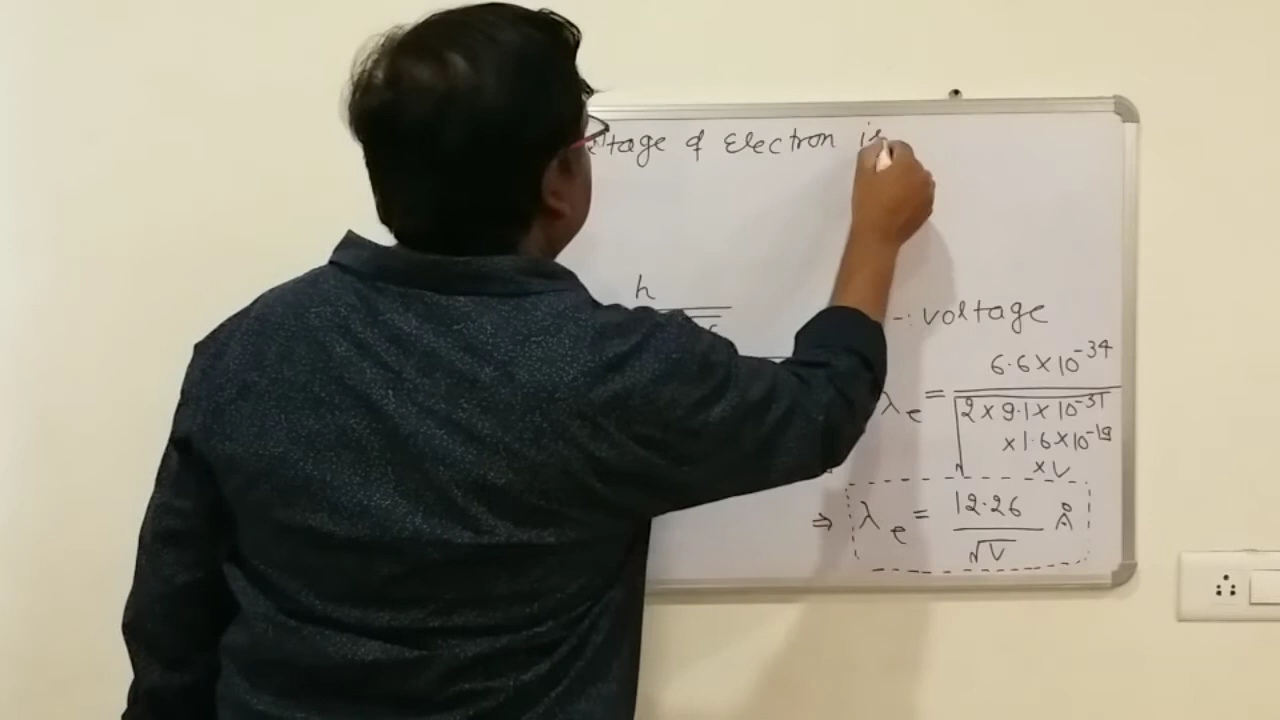 ltage of Electron is
h
-: voltage
6.6×10⁻³⁴
λe = 
√2×9.1×10⁻³¹
×1.6×10⁻¹⁹
×V
⇒ λe = 12.26 Å
√V